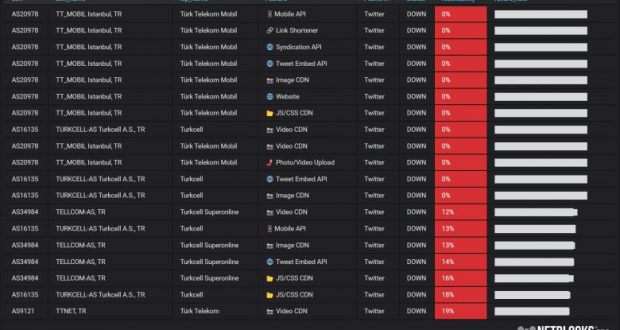 AS20978 TT_MOBIL Istanbul, TR Türk Telekom Mobil Mobile API Twitter DOWN 0%
AS20978 TT_MOBIL Istanbul, TR Türk Telekom Mobil Link Shortener Twitter DOWN 0%
AS20978 TT_MOBIL Istanbul, TR Türk Telekom Mobil Syndication API Twitter DOWN 0%
AS20978 TT_MOBIL Istanbul, TR Türk Telekom Mobil Tweet Embed API Twitter DOWN 0%
AS20978 TT_MOBIL Istanbul, TR Türk Telekom Mobil Image CDN Twitter DOWN 0%
AS20978 TT_MOBIL Istanbul, TR Türk Telekom Mobil Website Twitter DOWN 0%
AS20978 TT_MOBIL Istanbul, TR Türk Telekom Mobil JS/CSS CDN Twitter DOWN 0%
AS16135 TURKCELL-AS Turkcell A.S., TR Turkcell Video CDN Twitter DOWN 0%
AS20978 TT_MOBIL Istanbul, TR Türk Telekom Mobil Video CDN Twitter DOWN 0%
AS20978 TT_MOBIL Istanbul, TR Türk Telekom Mobil Photo/Video Upload Twitter DOWN 0%
AS16135 TURKCELL-AS Turkcell A.S., TR Turkcell Tweet Embed API Twitter DOWN 0%
AS16135 TURKCELL-AS Turkcell A.S., TR Turkcell Image CDN Twitter DOWN 0%
AS34984 TELLCOM-AS, TR Turkcell Superonline Video CDN Twitter DOWN 12%
AS16135 TURKCELL-AS Turkcell A.S., TR Turkcell Mobile API Twitter DOWN 13%
AS34984 TELLCOM-AS, TR Turkcell Superonline Image CDN Twitter DOWN 13%
AS34984 TELLCOM-AS, TR Turkcell Superonline Tweet Embed API Twitter DOWN 14%
AS34984 TELLCOM-AS, TR Turkcell Superonline JS/CSS CDN Twitter DOWN 16%
AS16135 TURKCELL-AS Turkcell A.S., TR Turkcell JS/CSS CDN Twitter DOWN 18%
AS9121 TTNET, TR Türk Telekom Video CDN Twitter DOWN 19%
NETBLOCKS